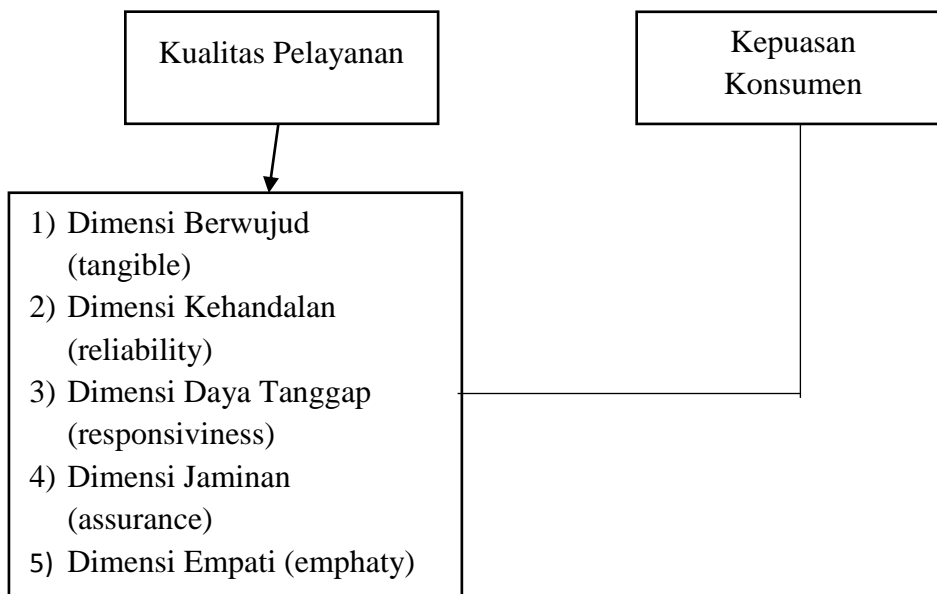 Kualitas Pelayanan
Kepuasan
Konsumen
1) Dimensi Berwujud
(tangible)
2) Dimensi Kehandalan
(reliability)
3) Dimensi Daya Tanggap
(responsiviness)
4) Dimensi Jaminan
(assurance)
5) Dimensi Empati (emphaty)